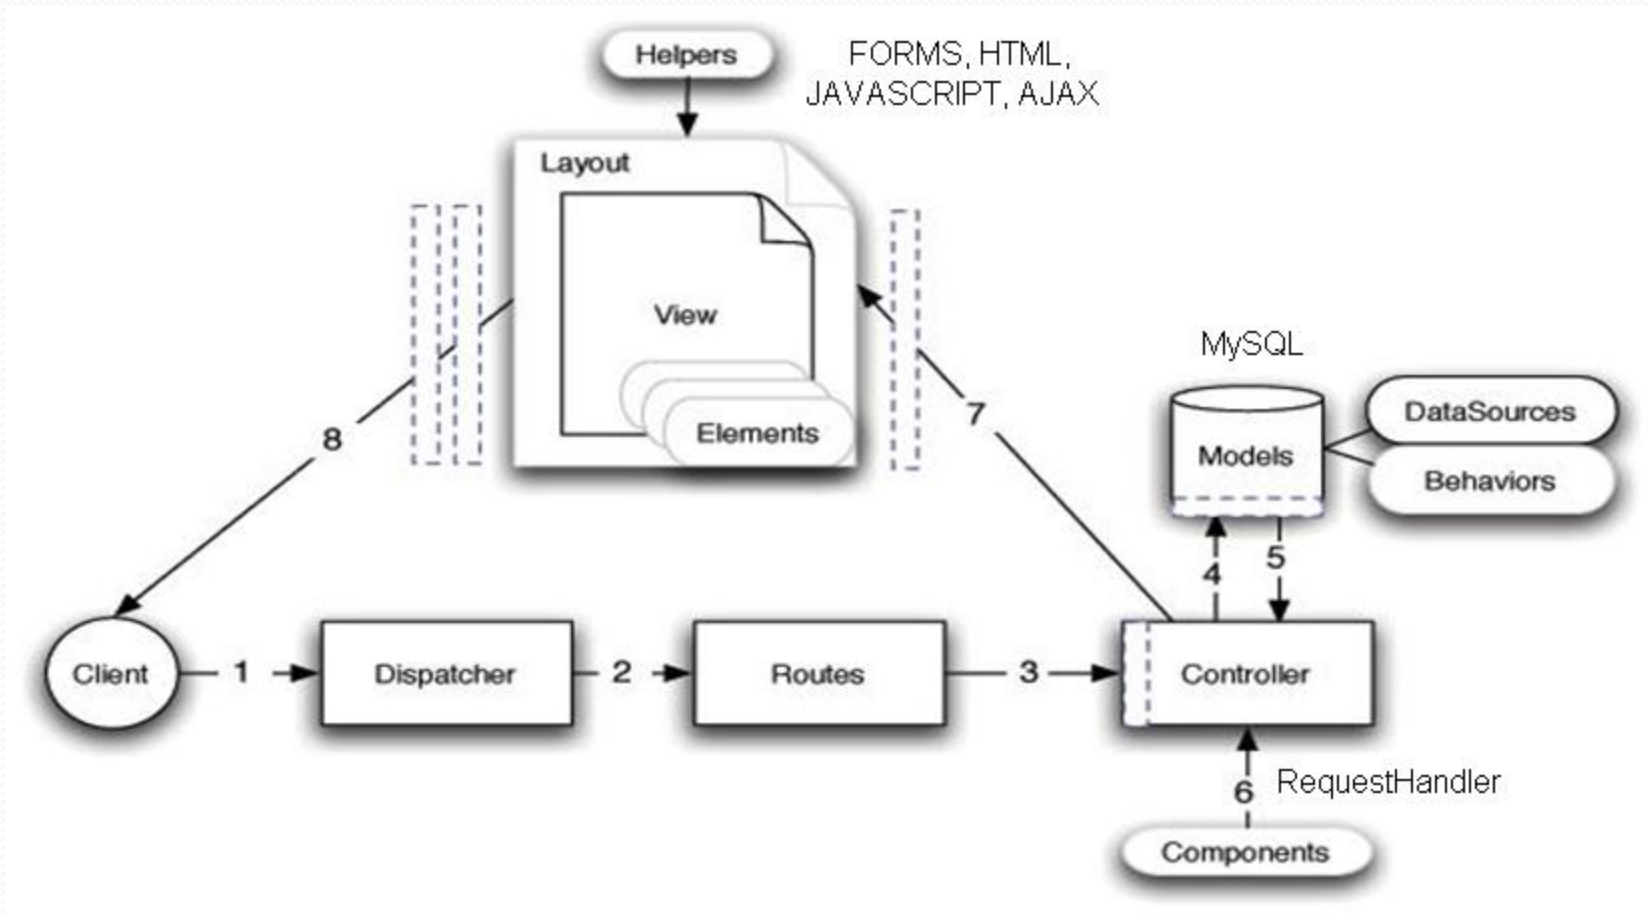 Helpers
FORMS, HTML,
JAVASCRIPT, AJAX
Layout
View
Elements
MySQL
Models
DataSources
Behaviors
7
8
4
5
Client
1
Dispatcher
2
Routes
3
Controller
6
RequestHandler
Components